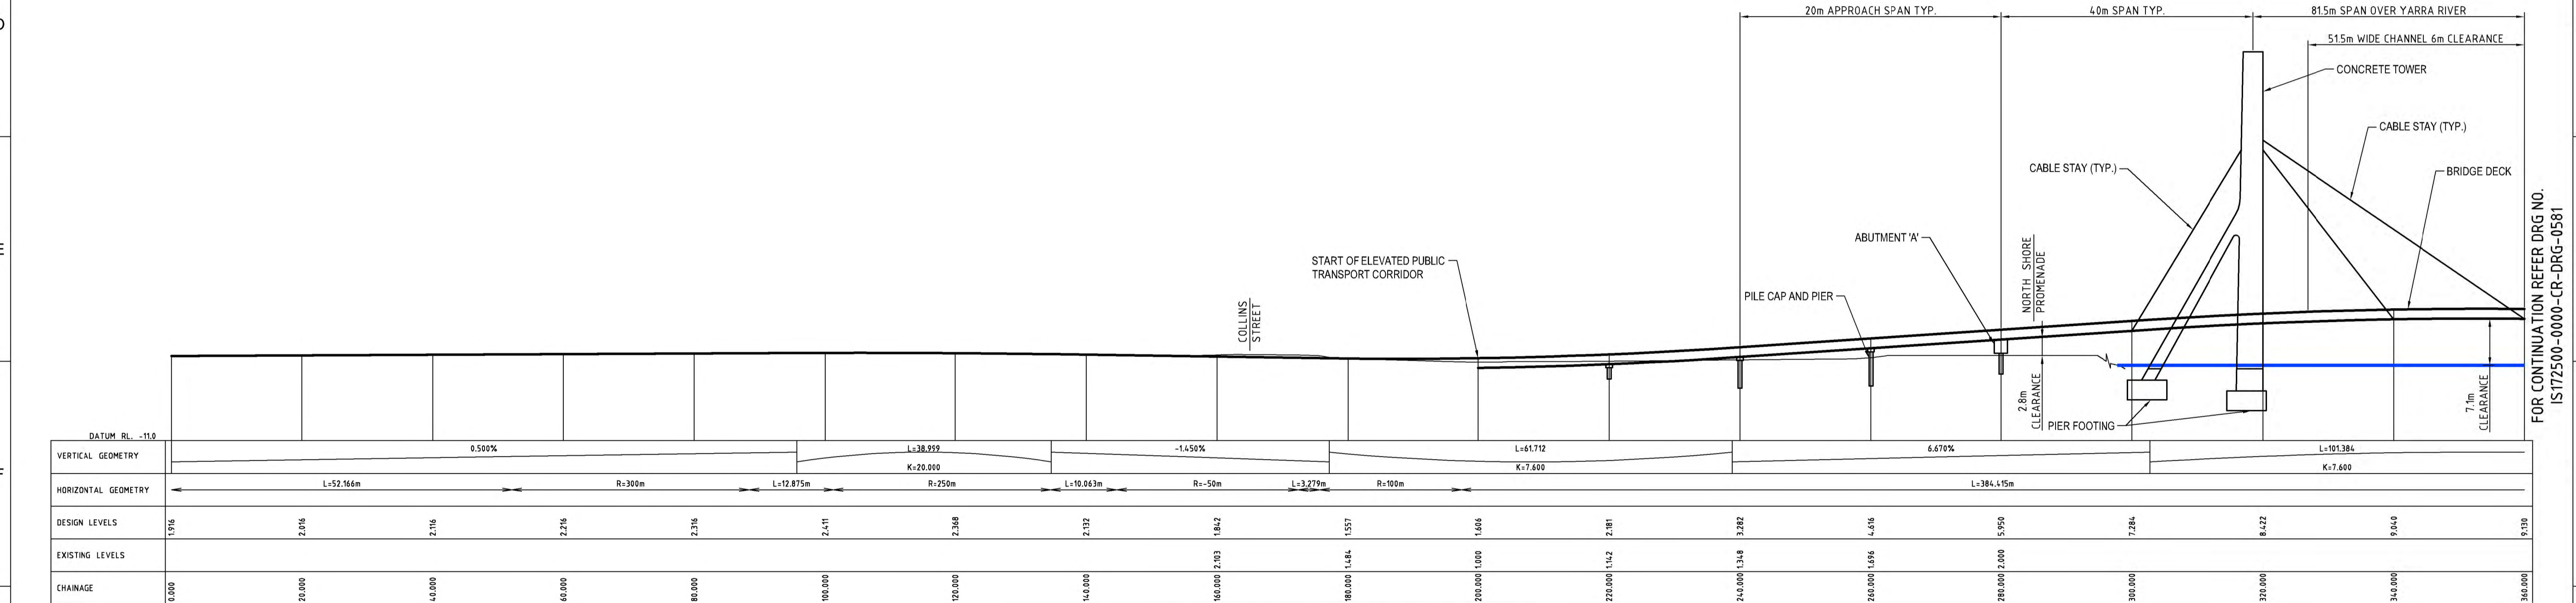 20m APPROACH SPAN TYP.
40m SPAN TYP.
81.5m SPAN OVER YARRA RIVER
51.5m WIDE CHANNEL 6m CLEARANCE
CONCRETE TOWER
CABLE STAY (TYP.)
CABLE STAY (TYP.)
BRIDGE DECK
ABUTMENT 'A'
START OF ELEVATED PUBLIC
TRANSPORT CORRIDOR
PILE CAP AND PIER
COLLINS
STREET
NORTH SHORE
PROMENADE
2.8m
CLEARANCE
PIER FOOTING
7.1m
CLEARANCE
FOR CONTINUATION REFER DRG NO.
IS172500-0000-CR-DRG-0581
DATUM RL. -11.0
VERTICAL GEOMETRY
0.500%
L=38.999
K=20.000
-1.450%
L=61.712
K=7.600
6.670%
L=101.384
K=7.600
HORIZONTAL GEOMETRY
L=52.166m
R=300m
L=12.875m
R=250m
L=10.063m
R=-50m
L=3.279m
R=100m
L=384.415m
DESIGN LEVELS
1.916
2.016
2.116
2.216
2.316
2.411
2.368
2.132
1.842
1.557
1.606
2.181
3.282
4.616
5.950
7.284
8.422
9.040
9.130
EXISTING LEVELS
2.103
1.484
1.000
1.142
1.348
1.696
2.000
CHAINAGE
0.000
20.000
40.000
60.000
80.000
100.000
120.000
140.000
160.000
180.000
200.000
220.000
240.000
260.000
280.000
300.000
320.000
340.000
360.000